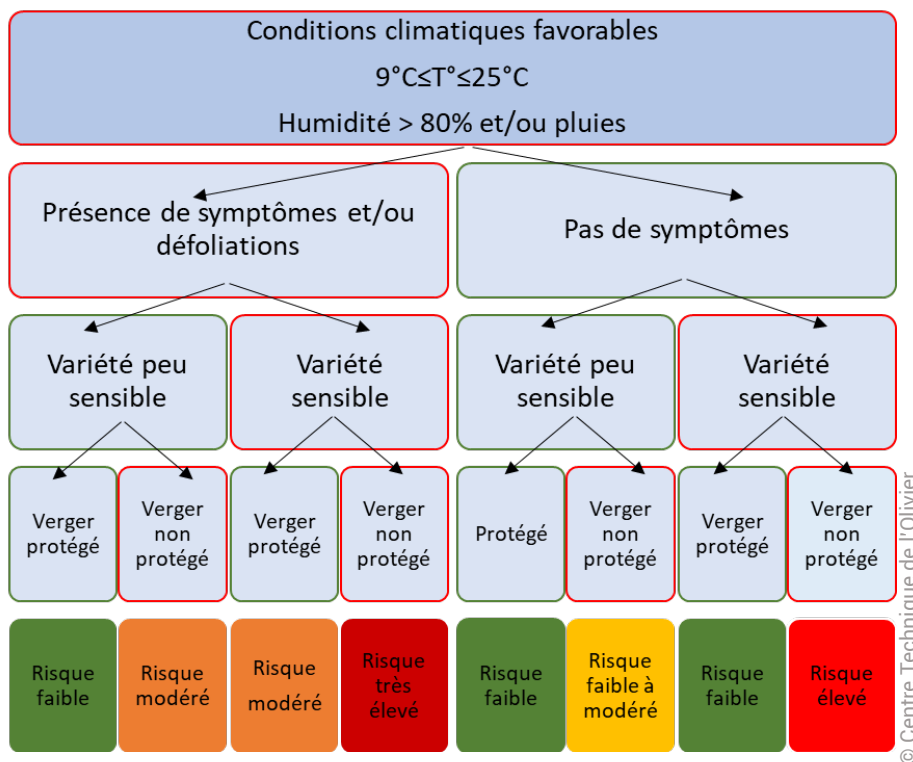 Conditions climatiques favorables
9°C≤T°≤25°C
Humidité > 80% et/ou pluies
Présence de symptômes et/ou
défoliations
Pas de symptômes
Variété peu
sensible
Variété
sensible
Variété peu
sensible
Variété
sensible
Verger
protégé
Verger
non
protégé
Verger
protégé
Verger
non
protégé
Protégé
Verger
non
protégé
Verger
protégé
Verger
non
protégé
Risque
faible
Risque
modéré
Risque
modéré
Risque
très
élevé
Risque
faible
Risque
faible à
modéré
Risque
faible
Risque
élevé
© Centre Technique de l'Olivier